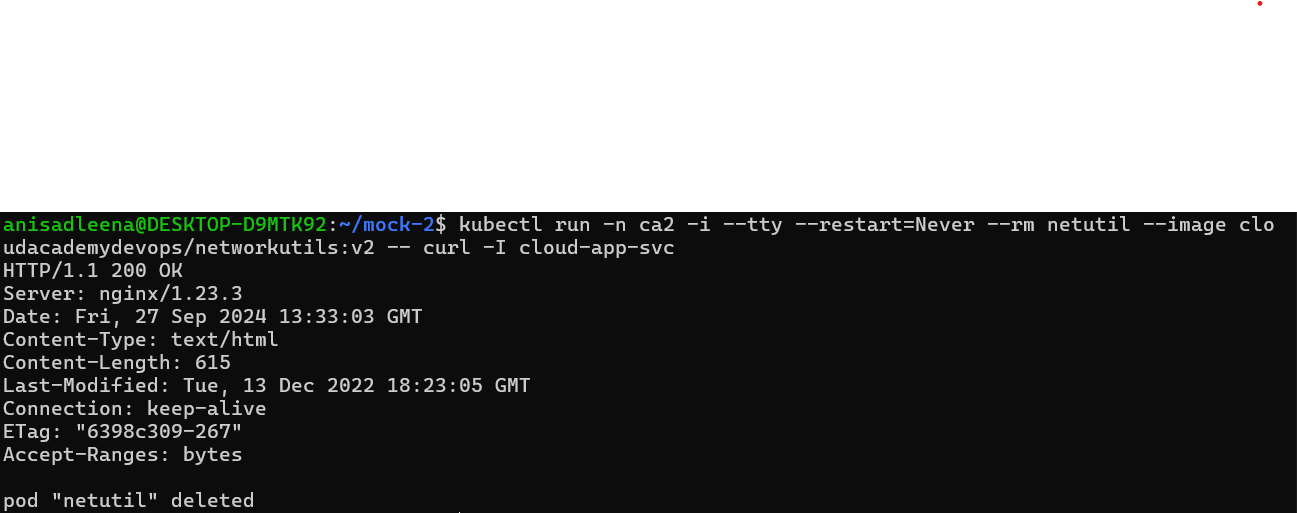 anisadleena@DESKTOP-D9MTK92:~/mock-2$ kubectl run -n ca2 -i --tty --restart=Never --rm netutil --image clo
udacademydevops/networkutils:v2 -- curl -I cloud-app-svc
HTTP/1.1 200 OK
Server: nginx/1.23.3
Date: Fri, 27 Sep 2024 13:33:03 GMT
Content-Type: text/html
Content-Length: 615
Last-Modified: Tue, 13 Dec 2022 18:23:05 GMT
Connection: keep-alive
ETag: "6398c309-267"
Accept-Ranges: bytes
pod "netutil" deleted